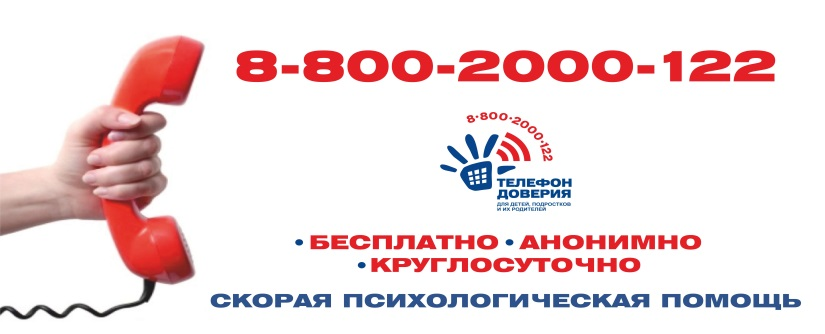 8-800-2000-122
8·800·2000·122
ТЕЛЕФОН
ДОВЕРИЯ
ДЛЯ ДЕТЕЙ, ПОДРОСТКОВ
И ИХ РОДИТЕЛЕЙ
• БЕСПЛАТНО • АНОНИМНО
• КРУГЛОСУТОЧНО
СКОРАЯ ПСИХОЛОГИЧЕСКАЯ ПОМОЩЬ